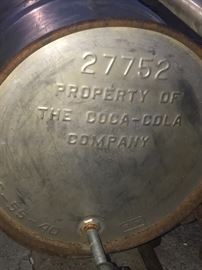 27752
PROPERTY OF
THE COCA-COLA
COMPANY